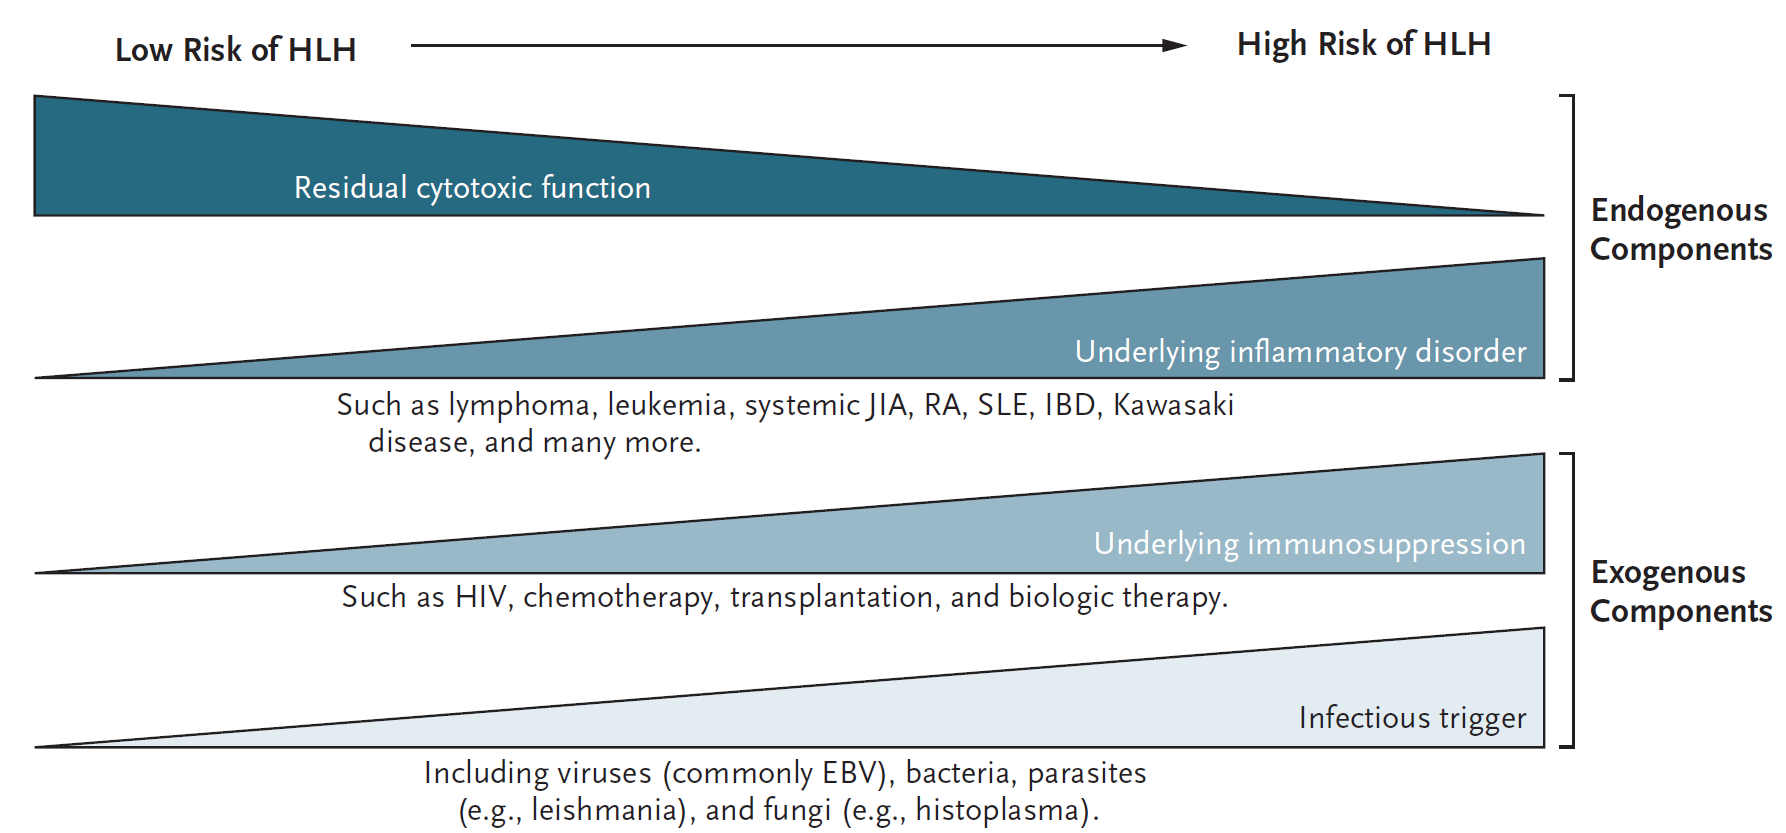 Low Risk of HLH
High Risk of HLH
Residual cytotoxic function
Endogenous
Components
Underlying inflammatory disorder
Such as lymphoma, leukemia, systemic JIA, RA, SLE, IBD, Kawasaki
disease, and many more.
Underlying immunosuppression
Exogenous
Components
Such as HIV, chemotherapy, transplantation, and biologic therapy.
Infectious trigger
Including viruses (commonly EBV), bacteria, parasites
(e.g., leishmania), and fungi (e.g., histoplasma).